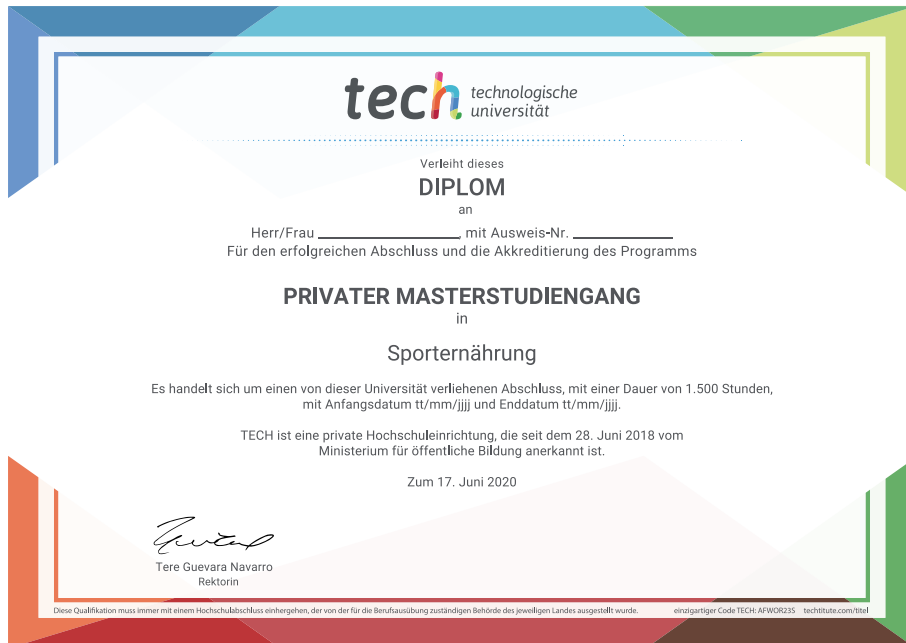 tech technologische
universität
Verleiht dieses
DIPLOM
an
Herr/Frau ____________________, mit Ausweis-Nr. ______________
Für den erfolgreichen Abschluss und die Akkreditierung des Programms
PRIVATER MASTERSTUDIENGANG
in
Sporternährung
Es handelt sich um einen von dieser Universität verliehenen Abschluss, mit einer Dauer von 1.500 Stunden,
mit Anfangsdatum tt/mm/jjjj und Enddatum tt/mm/jjjj.
TECH ist eine private Hochschuleinrichtung, die seit dem 28. Juni 2018 vom
Ministerium für öffentliche Bildung anerkannt ist.
Zum 17. Juni 2020
Tere Guevara Navarro
Rektorin
Diese Qualifikation muss immer mit einem Hochschulabschluss einhergehen, der von der für die Berufsausübung zuständigen Behörde des jeweiligen Landes ausgestellt wurde. einzigartiger Code TECH: AFWOR23S techtitute.com/titel